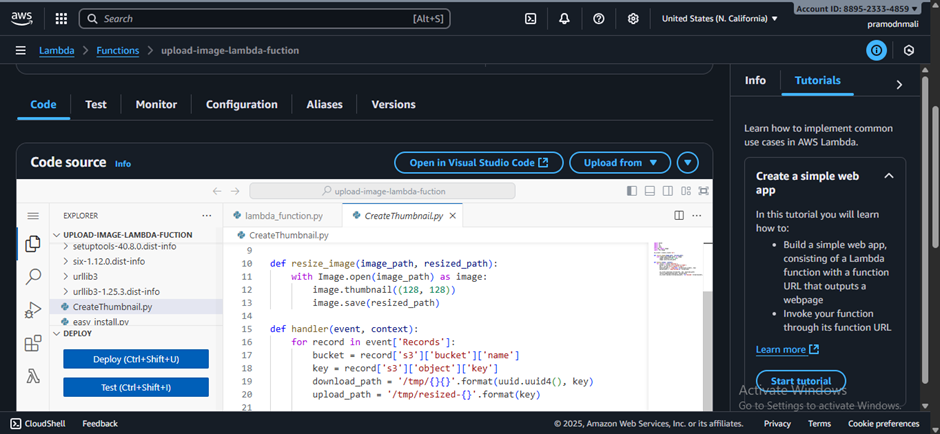 aws
Search [Alt+S]
United States (N. California) ▼
Account ID: 8895-2333-4859 ▼
pramodnmali
Lambda > Functions > upload-image-lambda-fuction
Code Test Monitor Configuration Aliases Versions
Code source Info
Open in Visual Studio Code
Upload from ▼
upload-image-lambda-fuction
EXPLORER
UPLOAD-IMAGE-LAMBDA-FUCTION
setuptools-40.8.0.dist-info
six-1.12.0.dist-info
urllib3
urllib3-1.25.3.dist-info
CreateThumbnail.py
easy_install.py
DEPLOY
Deploy (Ctrl+Shift+U)
Test (Ctrl+Shift+I)
lambda_function.py
CreateThumbnail.py
CreateThumbnail.py
9
10 def resize_image(image_path, resized_path):
11     with Image.open(image_path) as image:
12         image.thumbnail((128, 128))
13         image.save(resized_path)
14
15 def handler(event, context):
16     for record in event['Records']:
17         bucket = record['s3']['bucket']['name']
18         key = record['s3']['object']['key']
19         download_path = '/tmp/{}{}'.format(uuid.uuid4(), key)
20         upload_path = '/tmp/resized-{}'.format(key)
21
Info Tutorials
Learn how to implement common
use cases in AWS Lambda.
Create a simple web
app
In this tutorial you will learn
how to:
• Build a simple web app,
consisting of a Lambda
function with a function
URL that outputs a
webpage
• Invoke your function
through its function URL
Learn more
Start tutorial
Activate Windows
Go to Settings to activate Windows.
CloudShell Feedback
© 2025, Amazon Web Services, Inc. or its affiliates. Privacy Terms Cookie preferences